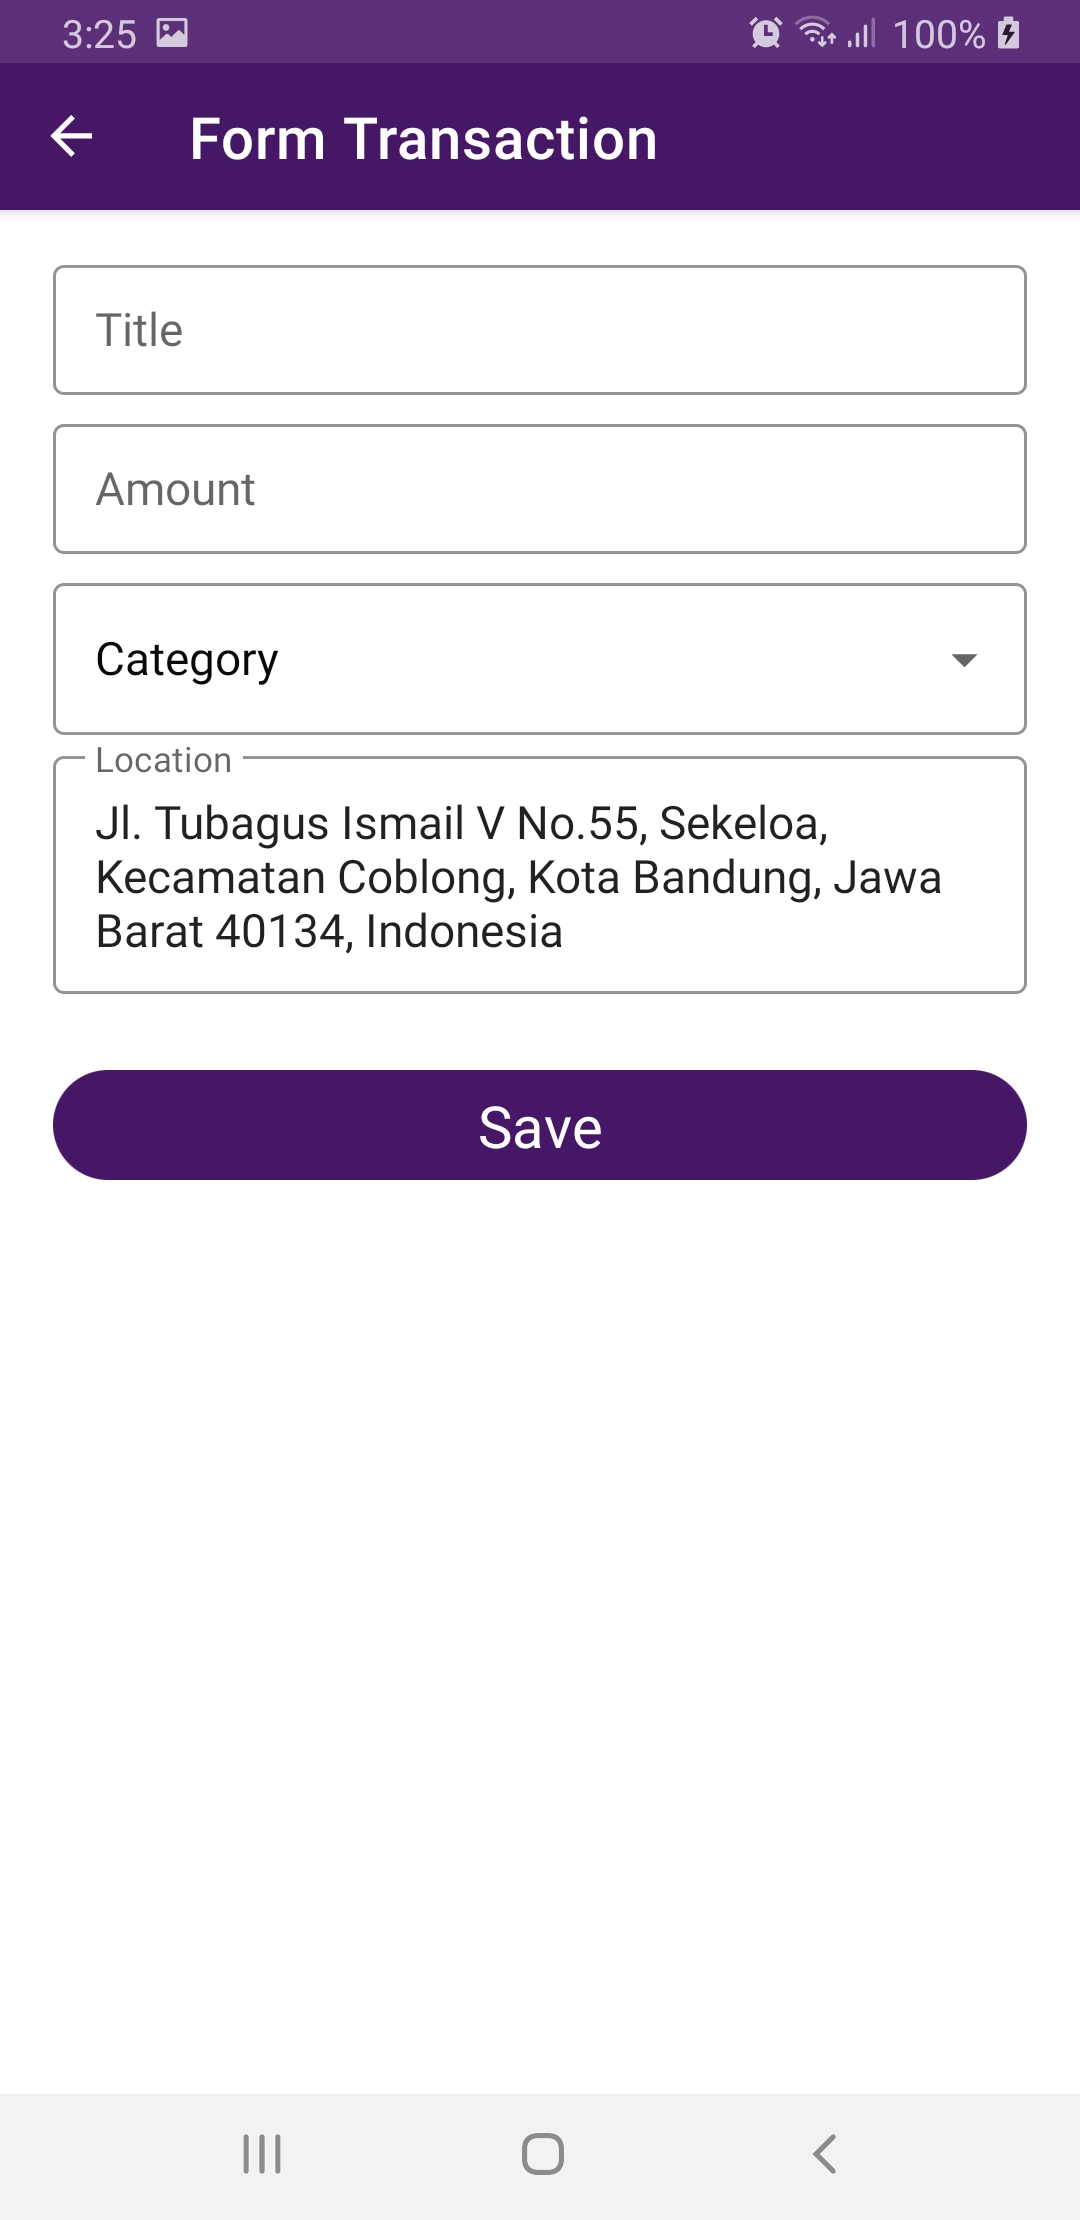 3:25 100%
Form Transaction
Title
Amount
Category
Location
Jl. Tubagus Ismail V No.55, Sekeloa,
Kecamatan Coblong, Kota Bandung, Jawa
Barat 40134, Indonesia
Save